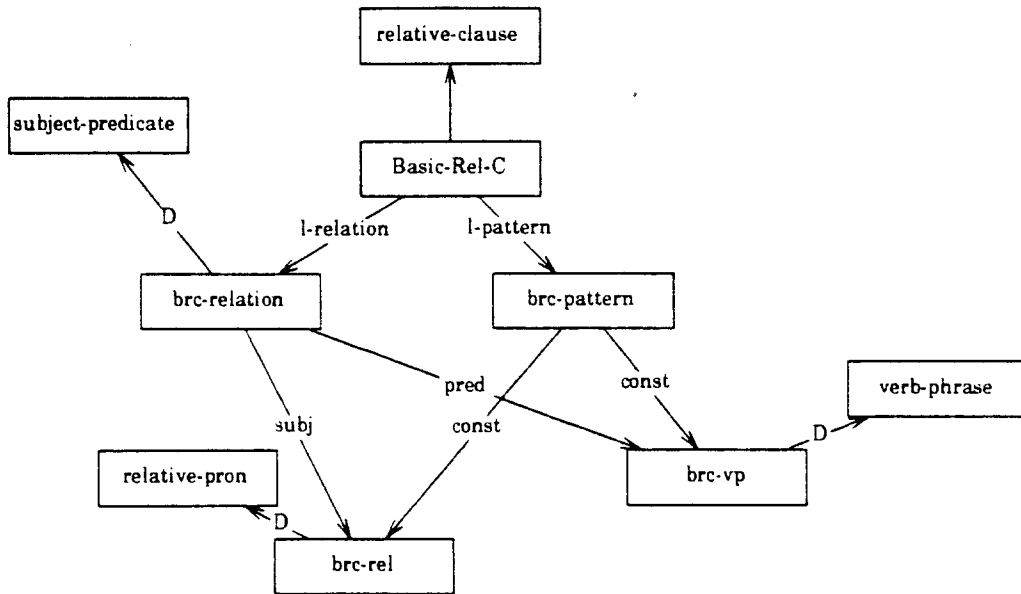 relative-clause
subject-predicate
Basic-Rel-C
D
l-relation
l-pattern
brc-relation
brc-pattern
pred
const
verb-phrase
subj
const
D
relative-pron
brc-vp
D
brc-rel